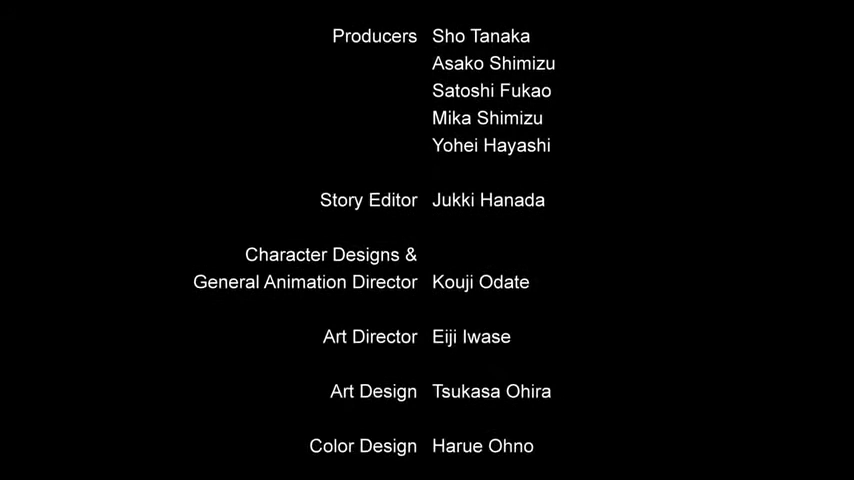 Producers Sho Tanaka
Asako Shimizu
Satoshi Fukao
Mika Shimizu
Yohei Hayashi
Story Editor Jukki Hanada
Character Designs &
General Animation Director Kouji Odate
Art Director Eiji Iwase
Art Design Tsukasa Ohira
Color Design Harue Ohno